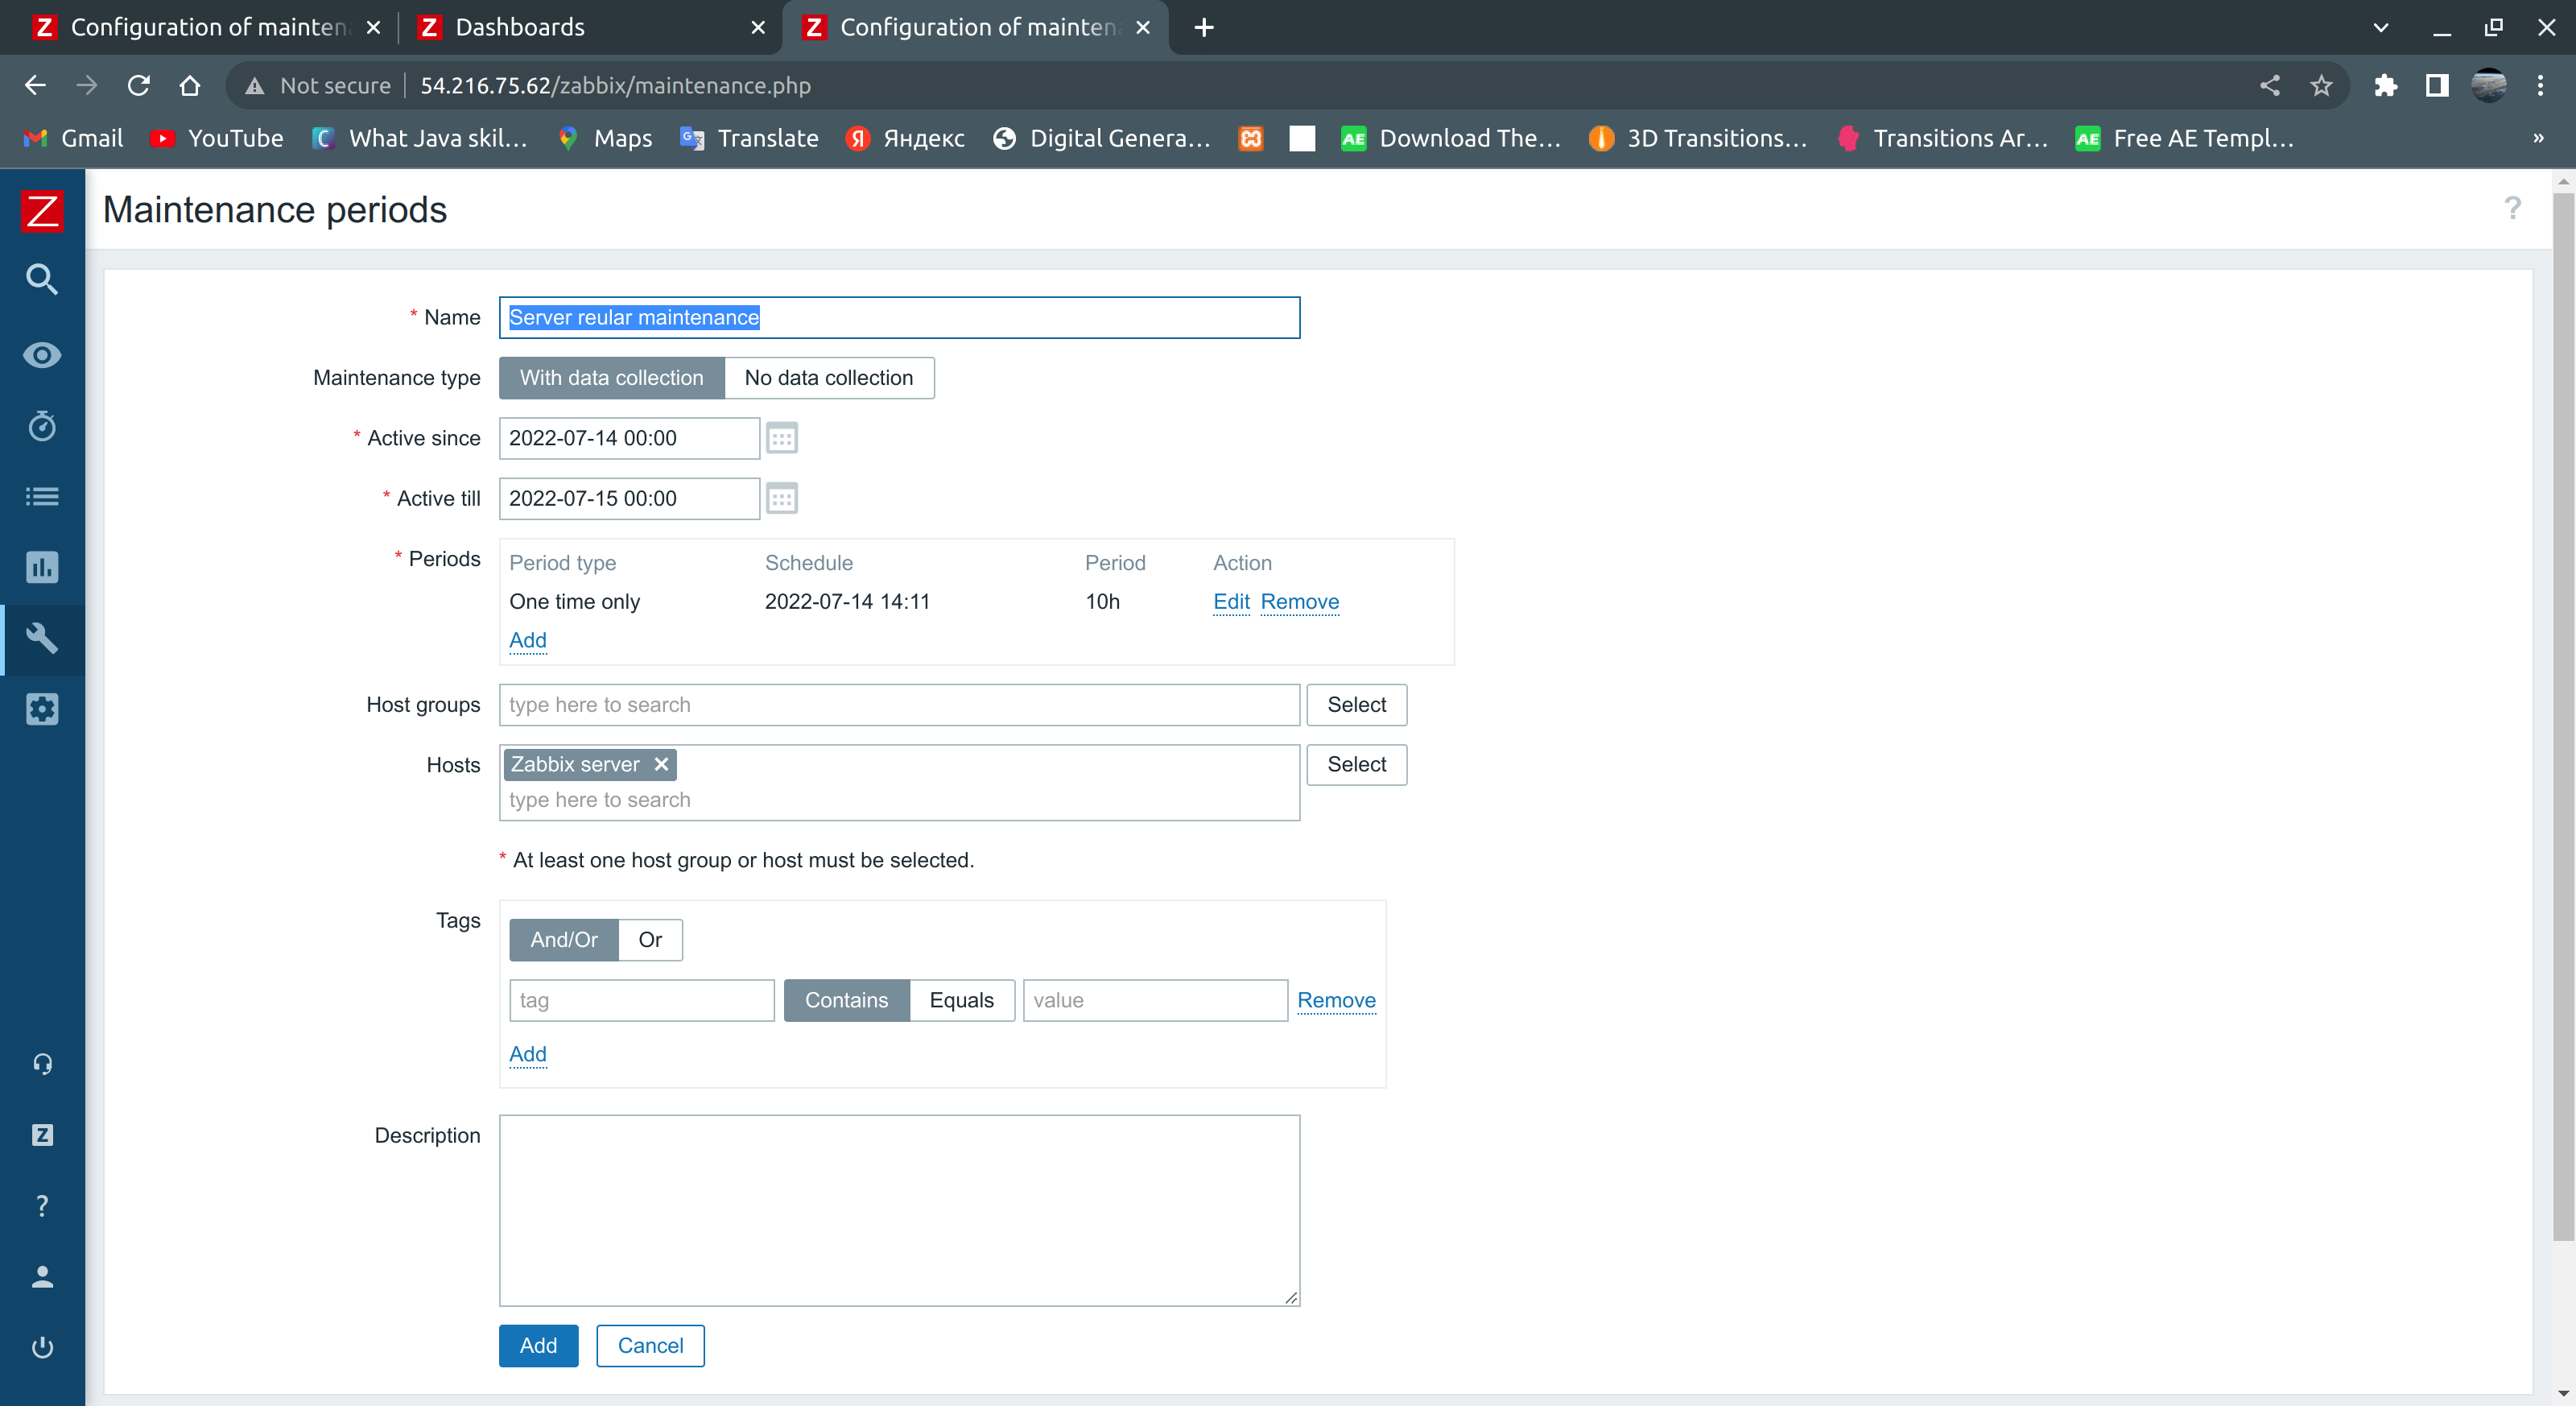 Configuration of mainten
Dashboards
Configuration of mainten
Not secure
54.216.75.62/zabbix/maintenance.php
Gmail
YouTube
What Java skil...
Maps
Translate
Яндекс
Digital Genera...
Download The...
3D Transitions...
Transitions Ar...
Free AE Templ...
»
Z
Maintenance periods
?
* Name
Server reular maintenance
Maintenance type
With data collection
No data collection
* Active since
2022-07-14 00:00
* Active till
2022-07-15 00:00
* Periods
Period type Schedule Period Action
One time only 2022-07-14 14:11 10h Edit Remove
Add
Host groups
type here to search
Select
Hosts
Zabbix server
type here to search
Select
* At least one host group or host must be selected.
Tags
And/Or
Or
tag
Contains
Equals
value
Remove
Add
Description
Z
?
Add
Cancel